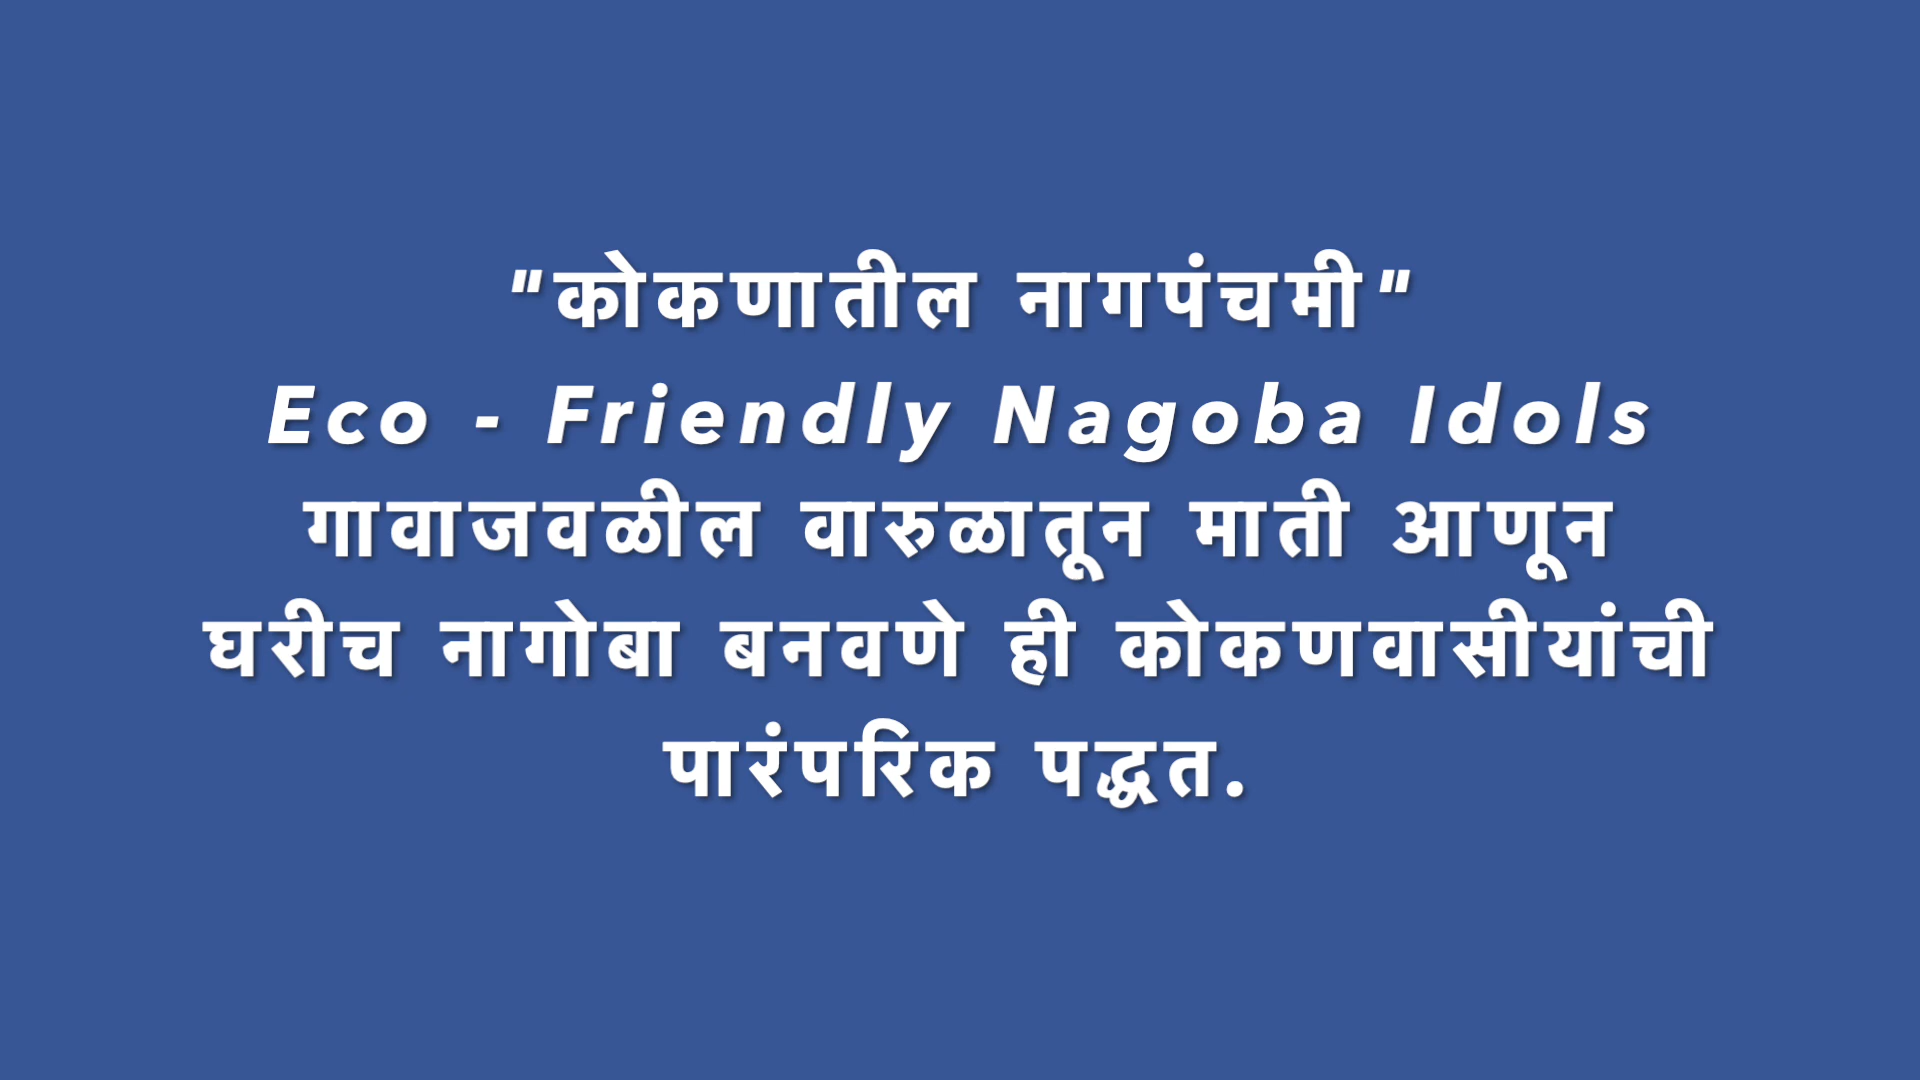 "कोकणातील नागपंचमी"
Eco - Friendly Nagoba Idols
गावाजवळील वारुळातून माती आणून
घरीच नागोबा बनवणे ही कोकणवासीयांची
पारंपरिक पद्धत.